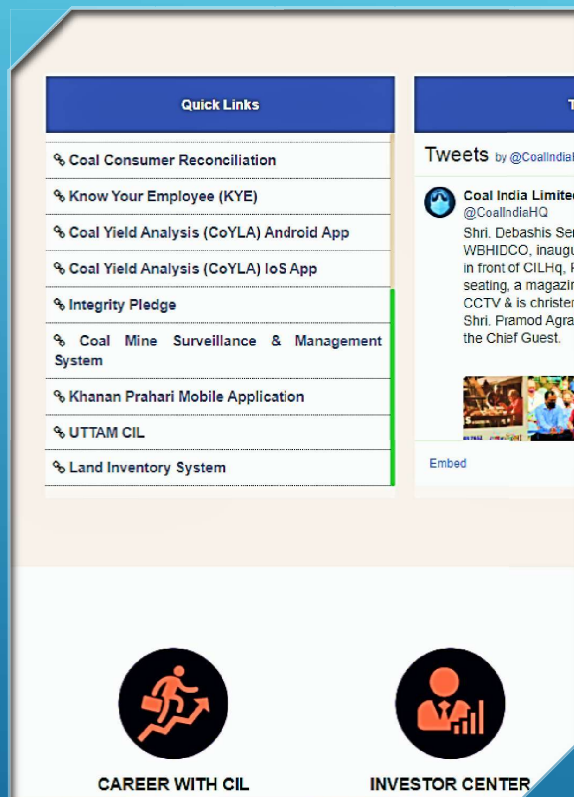 Quick Links
Coal Consumer Reconciliation
Know Your Employee (KYE)
Coal Yield Analysis (CoYLA) Android App
Coal Yield Analysis (CoYLA) IoS App
Integrity Pledge
Coal Mine Surveillance & Management
System
Khanan Prahari Mobile Application
UTTAM CIL
Land Inventory System
Tweets by @CoalIndiaH
Coal India Limited
@CoalIndiaHQ
Shri. Debashis Sen
WBHIDCO, inaugu
in front of CILHq,
seating, a magazin
CCTV & is christen
Shri. Pramod Agra
the Chief Guest.
Embed
CAREER WITH CIL
INVESTOR CENTER